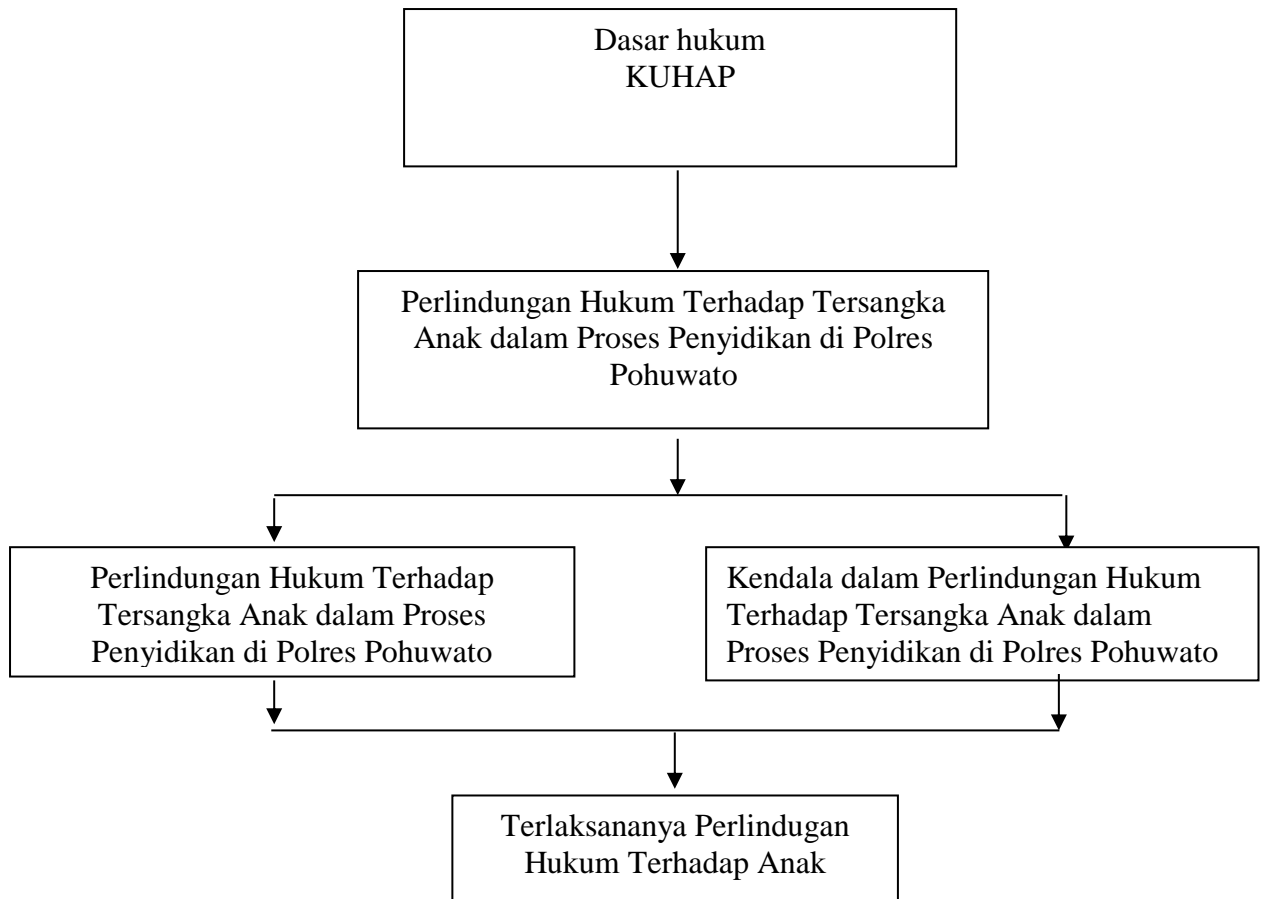 Dasar hukum
KUHAP
Perlindungan Hukum Terhadap Tersangka
Anak dalam Proses Penyidikan di Polres
Pohuwato
Perlindungan Hukum Terhadap
Tersangka Anak dalam Proses
Penyidikan di Polres Pohuwato
Kendala dalam Perlindungan Hukum
Terhadap Tersangka Anak dalam
Proses Penyidikan di Polres Pohuwato
Terlaksananya Perlindugan
Hukum Terhadap Anak